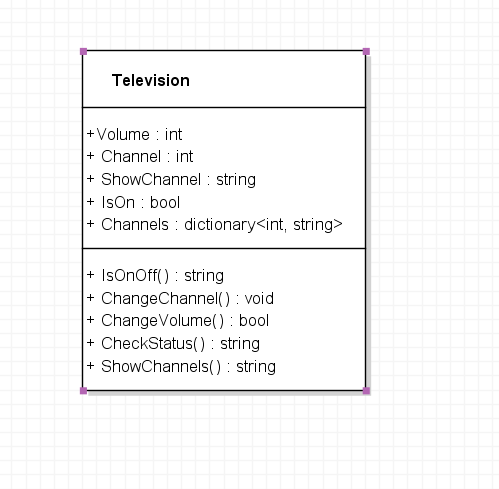 Television
+Volume : int
+ Channel : int
+ ShowChannel : string
+ IsOn : bool
+ Channels : dictionary<int, string>
+ IsOnOff() : string
+ ChangeChannel() : void
+ ChangeVolume() : bool
+ CheckStatus() : string
+ ShowChannels() : string